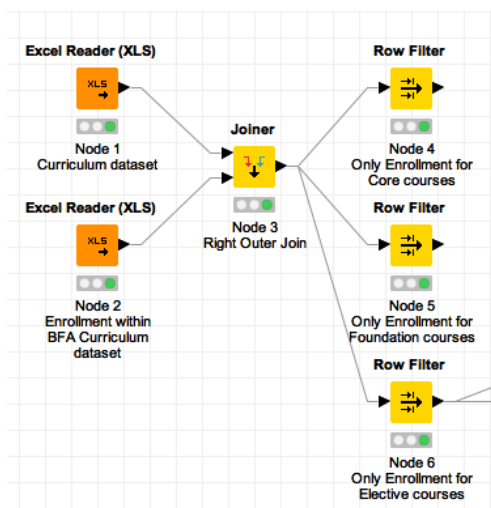 Excel Reader (XLS)
XLS
Node 1
Curriculum dataset
Excel Reader (XLS)
XLS
Node 2
Enrollment within
BFA Curriculum
dataset
Joiner
Node 3
Right Outer Join
Row Filter
Node 4
Only Enrollment for
Core courses
Row Filter
Node 5
Only Enrollment for
Foundation courses
Row Filter
Node 6
Only Enrollment for
Elective courses